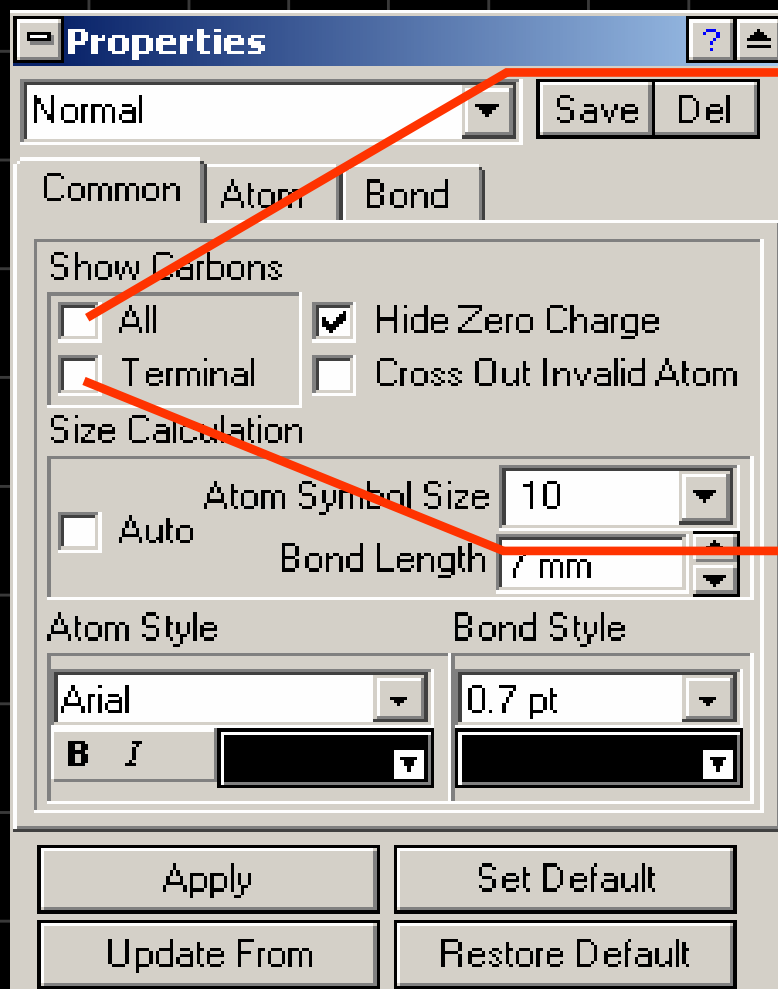 Properties ?
Normal Save Del
Common Atom Bond
Show Carbons
All Hide Zero Charge
Terminal Cross Out Invalid Atom
Size Calculation
Atom Symbol Size 10
Auto
Bond Length 7 mm
Atom Style Bond Style
Arial 0.7 pt
B I
Apply Set Default
Update From Restore Default